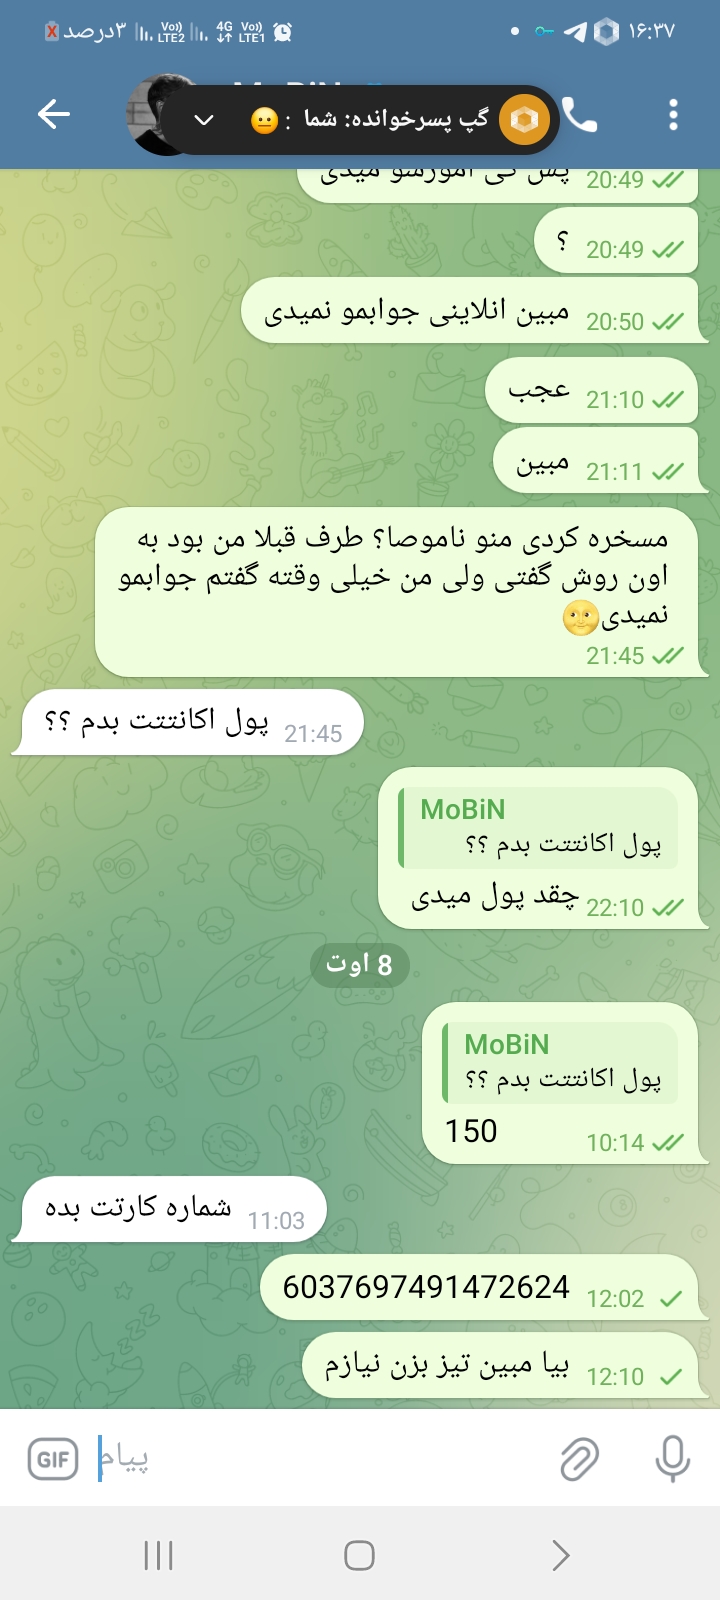 ۳درصد Vo)) LTE2 4G Vo)) LTE1 ۱۶:۳۷
MoBiN
گپ پسرخوانده: شما : 😐
پس کی آموزشو میدی 20:49
؟ 20:49
مبین انلاینی جوابمو نمیدی 20:50
عجب 21:10
مبین 21:11
مسخره کردی منو ناموصا؟ طرف قبلا من بود به
اون روش گفتی ولی من خیلی وقته گفتم جوابمو
نمیدی🌝
21:45
پول اکانتتت بدم ؟؟ 21:45
MoBiN
پول اکانتتت بدم ؟؟
چقد پول میدی 22:10
8 اوت
MoBiN
پول اکانتتت بدم ؟؟
150 10:14
شماره کارتت بده 11:03
6037697491472624 12:02
بیا مبین تیز بزن نیازم 12:10
GIF پیام